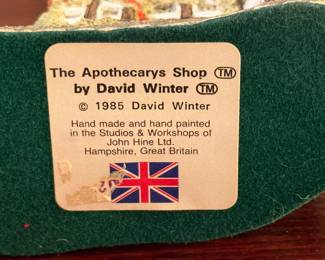 The Apothecarys Shop ™
by David Winter ™
© 1985 David Winter
Hand made and hand painted
in the Studios & Workshops of
John Hine Ltd.
Hampshire, Great Britain